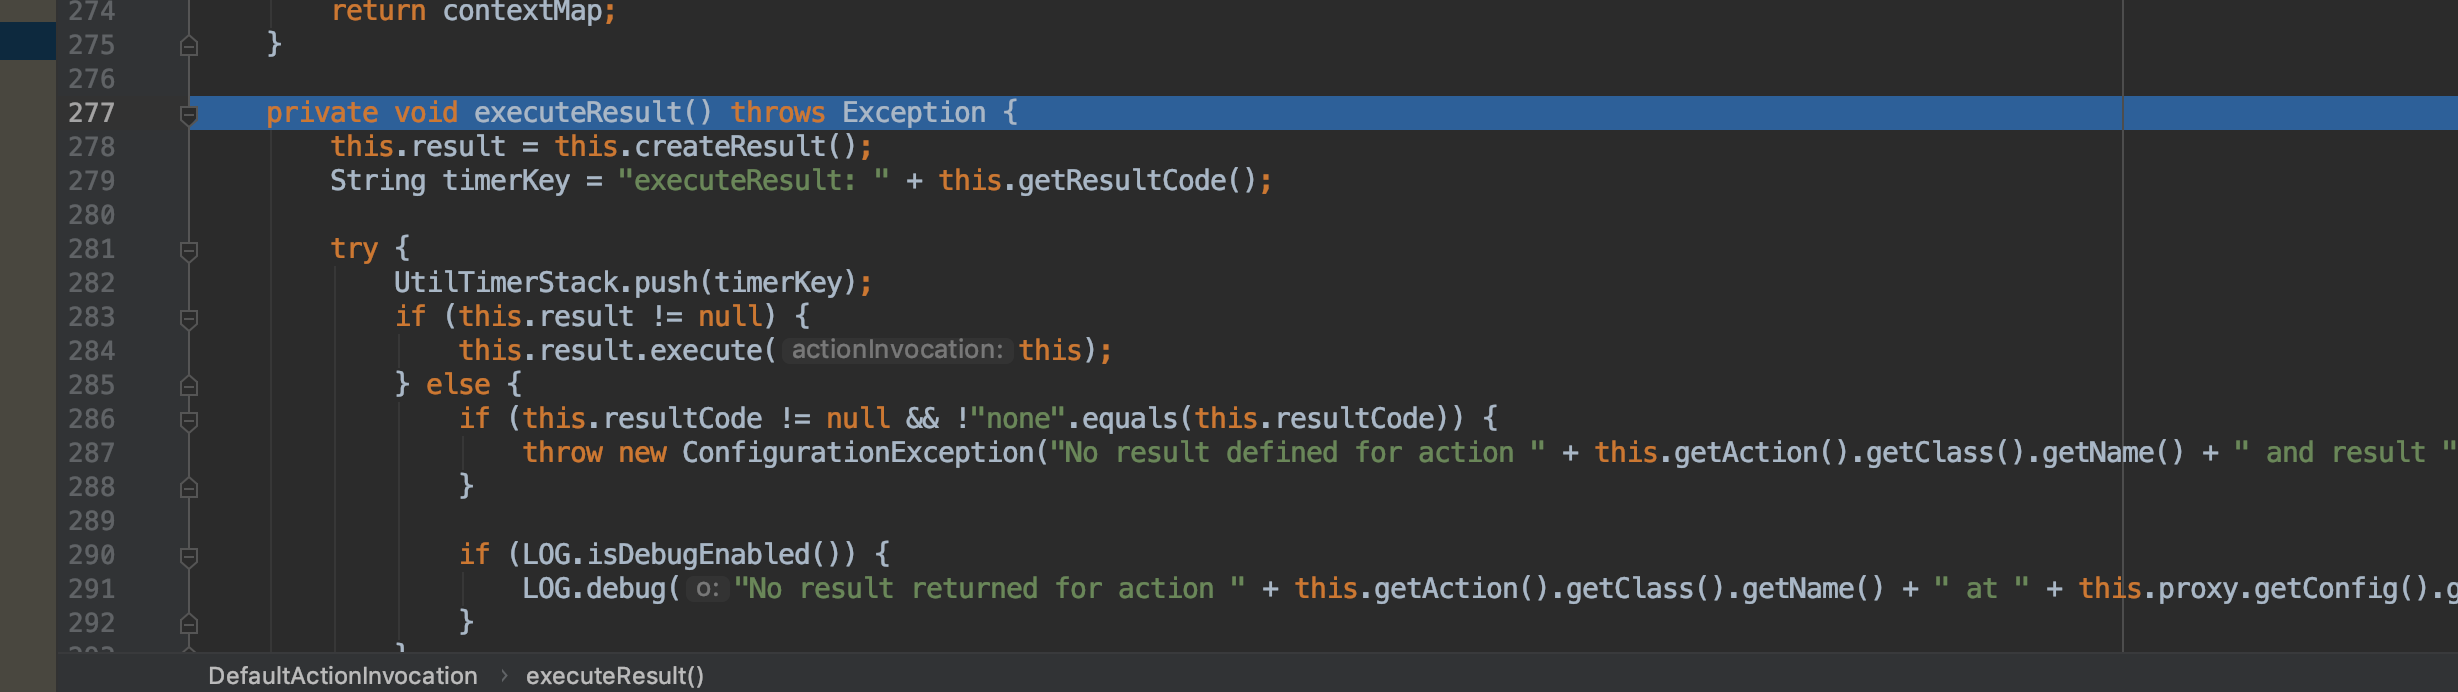 274 return contextMap;
275 }
276
277 private void executeResult() throws Exception {
278 this.result = this.createResult();
279 String timerKey = "executeResult: " + this.getResultCode();
280
281 try {
282 UtilTimerStack.push(timerKey);
283 if (this.result != null) {
284 this.result.execute( actionInvocation: this);
285 } else {
286 if (this.resultCode != null && !"none".equals(this.resultCode)) {
287 throw new ConfigurationException("No result defined for action " + this.getAction().getClass().getName() + " and result "
288 }
289
290 if (LOG.isDebugEnabled()) {
291 LOG.debug( o: "No result returned for action " + this.getAction().getClass().getName() + " at " + this.proxy.getConfig().g
292 }
DefaultActionInvocation › executeResult()